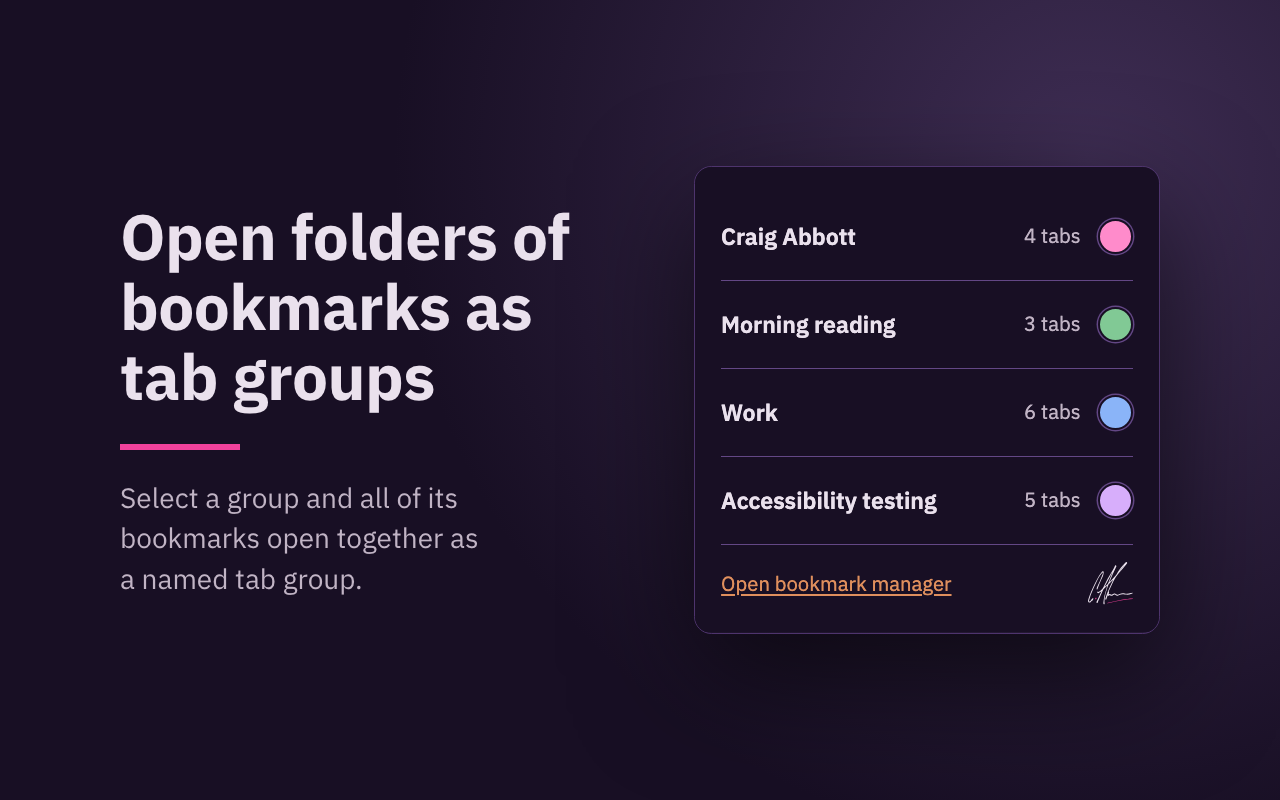 Open folders of
bookmarks as
tab groups
Select a group and all of its
bookmarks open together as
a named tab group.
Craig Abbott 4 tabs
Morning reading 3 tabs
Work 6 tabs
Accessibility testing 5 tabs
Open bookmark manager